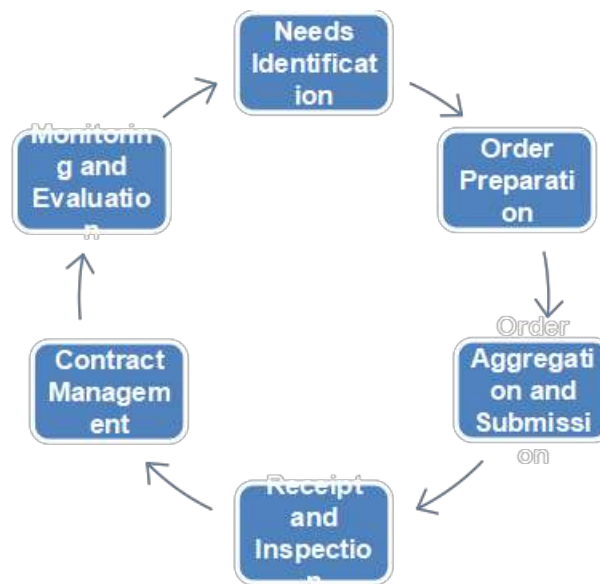 Needs
Identificat
ion
Order
Preparati
on
Order
Aggregati
on and
Submissi
on
Receipt
and
Inspectio
n
Contract
Managem
ent
Monitorin
g and
Evaluatio
n